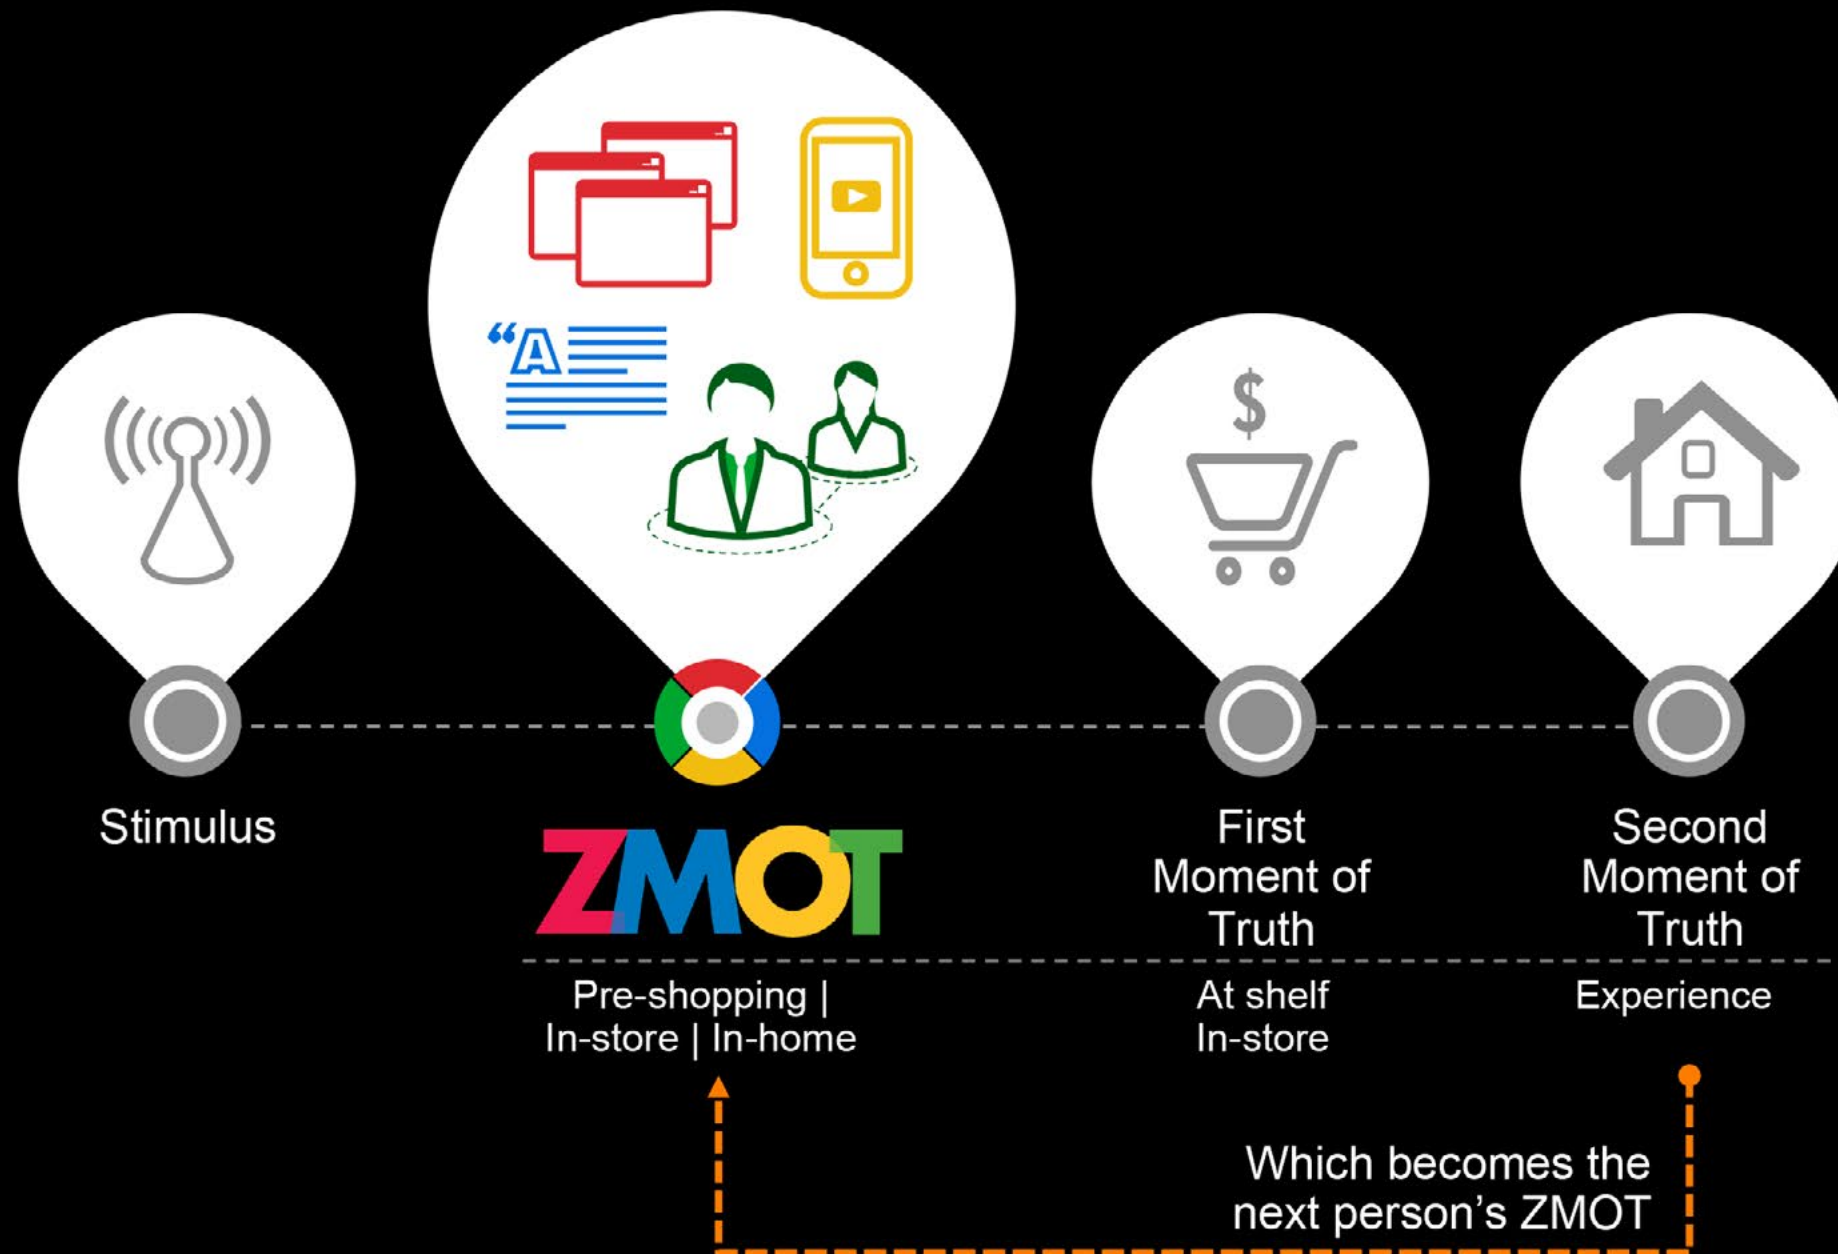 $
“A
Stimulus
ZMOT
First
Moment of
Truth
Second
Moment of
Truth
Pre-shopping |
In-store | In-home
At shelf
In-store
Experience
Which becomes the
next person’s ZMOT